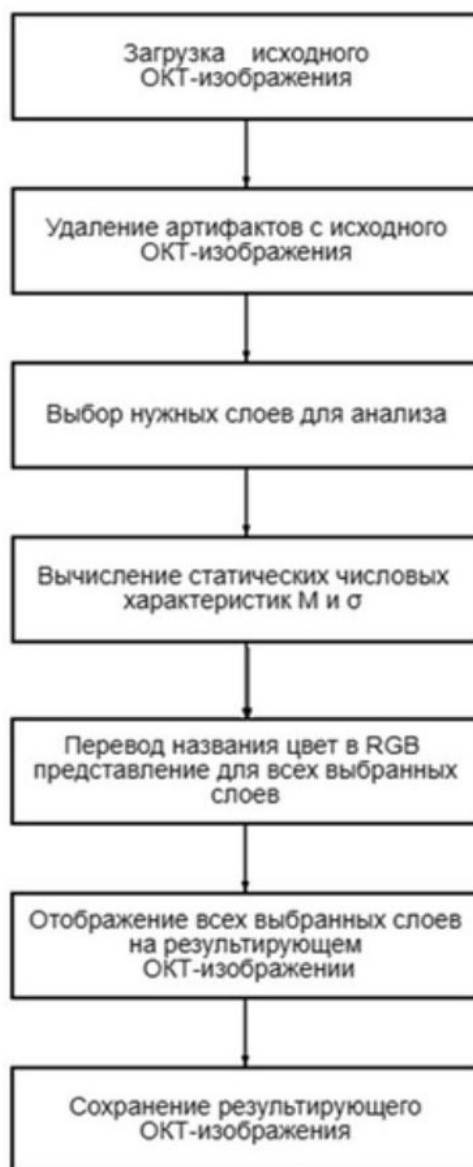 Загрузка исходного
ОКТ-изображения
Удаление артифактов с исходного
ОКТ-изображения
Выбор нужных слоев для анализа
Вычисление статических числовых
характеристик M и σ
Перевод названия цвет в RGB
представление для всех выбранных
слоев
Отображение всех выбранных слоев
на результирующем
ОКТ-изображении
Сохранение результирующего
ОКТ-изображения